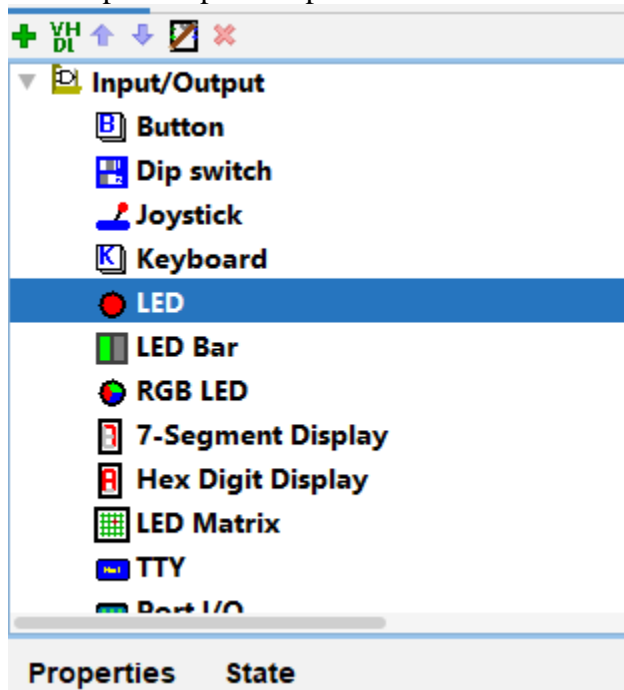 VH
DL
Input/Output
Button
Dip switch
Joystick
Keyboard
LED
LED Bar
RGB LED
7-Segment Display
Hex Digit Display
LED Matrix
TTY
Port I/O
Properties State